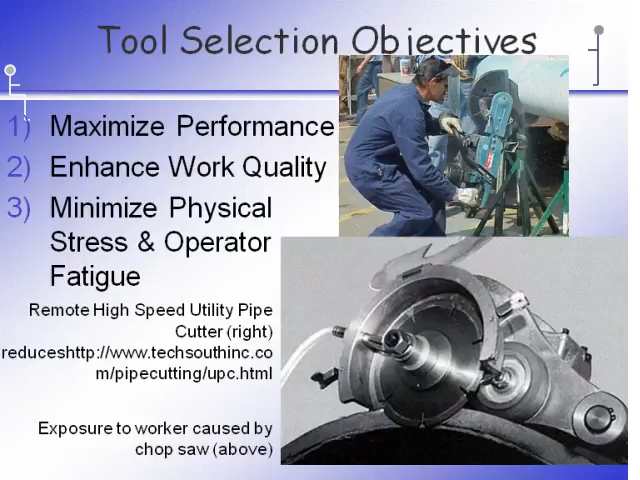 Tool Selection Objectives
1) Maximize Performance
2) Enhance Work Quality
3) Minimize Physical
Stress & Operator
Fatigue
Remote High Speed Utility Pipe
Cutter (right)
reduceshttp://www.techsouthinc.co
m/pipecutting/upc.html
Exposure to worker caused by
chop saw (above)